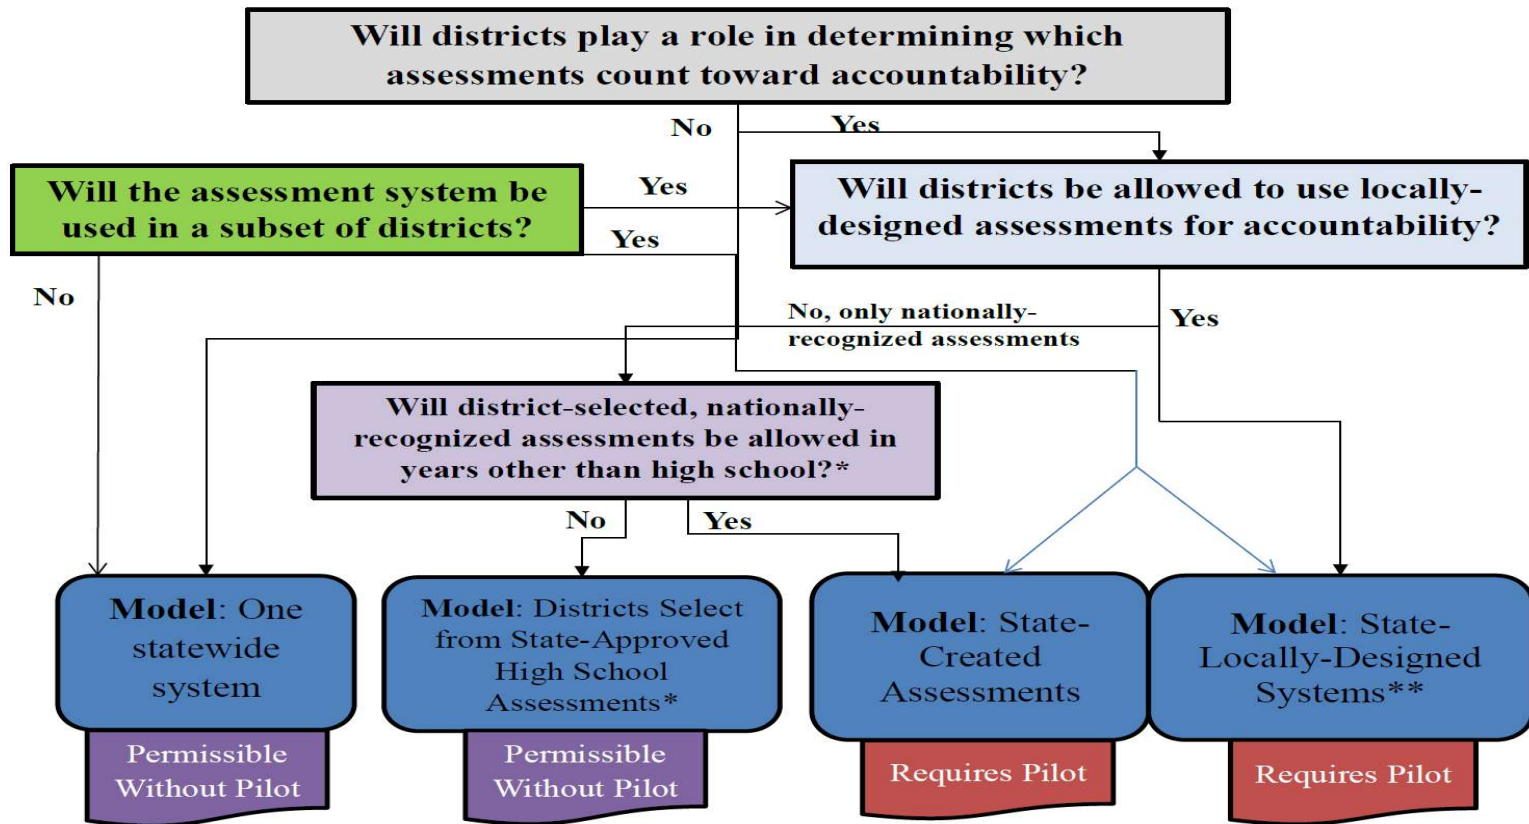 Will districts play a role in determining which
assessments count toward accountability?
No
Yes
Will the assessment system be
used in a subset of districts?
Yes
Will districts be allowed to use locally-
designed assessments for accountability?
Yes
No
No, only nationally-
recognized assessments
Yes
Will district-selected, nationally-
recognized assessments be allowed in
years other than high school?*
No
Yes
Model: One
statewide
system
Model: Districts Select
from State-Approved
High School
Assessments*
Model: State-
Created
Assessments
Model: State-
Locally-Designed
Systems**
Permissible
Without Pilot
Permissible
Without Pilot
Requires Pilot
Requires Pilot